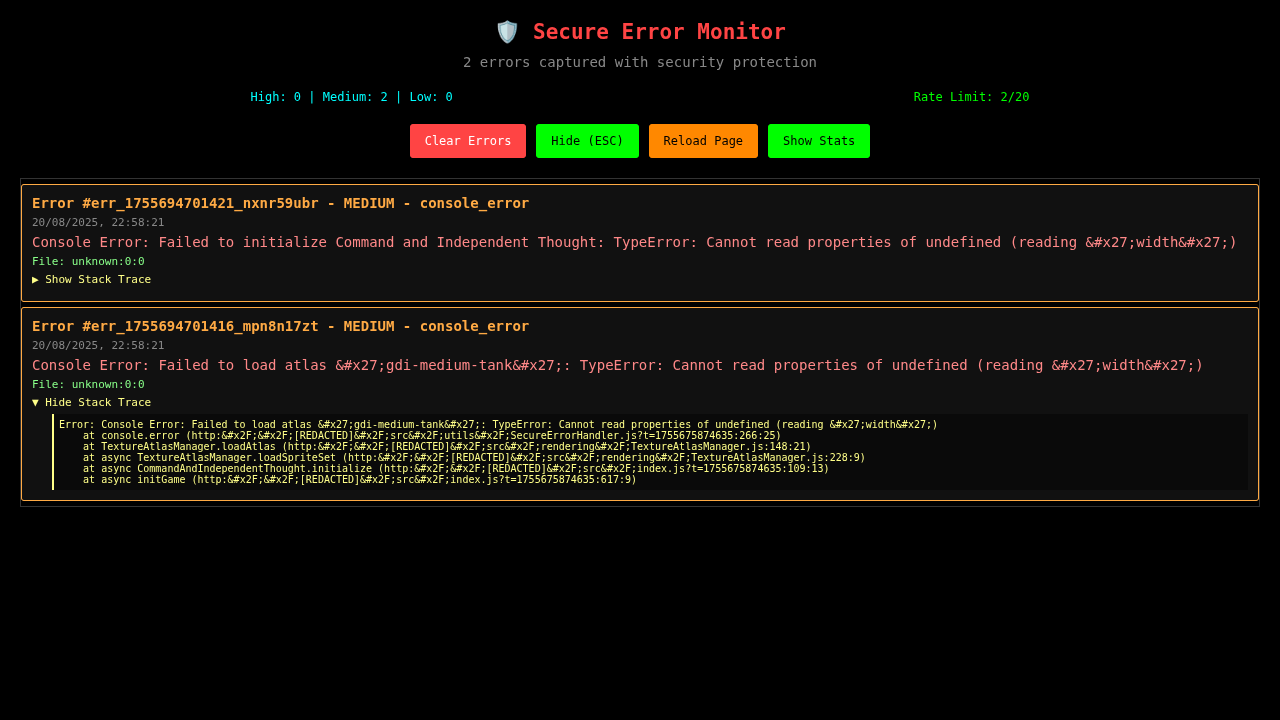 🛡️ Secure Error Monitor
2 errors captured with security protection
High: 0 | Medium: 2 | Low: 0
Rate Limit: 2/20
Clear Errors
Hide (ESC)
Reload Page
Show Stats
Error #err_1755694701421_nxnr59ubr - MEDIUM - console_error
20/08/2025, 22:58:21
Console Error: Failed to initialize Command and Independent Thought: TypeError: Cannot read properties of undefined (reading &#x27;width&#x27;)
File: unknown:0:0
▶ Show Stack Trace
Error #err_1755694701416_mpn8n17zt - MEDIUM - console_error
20/08/2025, 22:58:21
Console Error: Failed to load atlas &#x27;gdi-medium-tank&#x27;: TypeError: Cannot read properties of undefined (reading &#x27;width&#x27;)
File: unknown:0:0
▼ Hide Stack Trace
Error: Console Error: Failed to load atlas &#x27;gdi-medium-tank&#x27;: TypeError: Cannot read properties of undefined (reading &#x27;width&#x27;)
at console.error (http:&#x2F;&#x2F;[REDACTED]&#x2F;src&#x2F;utils&#x2F;SecureErrorHandler.js?t=1755675874635:266:25)
at TextureAtlasManager.loadAtlas (http:&#x2F;&#x2F;[REDACTED]&#x2F;src&#x2F;rendering&#x2F;TextureAtlasManager.js:148:21)
at async TextureAtlasManager.loadSpriteSet (http:&#x2F;&#x2F;[REDACTED]&#x2F;src&#x2F;rendering&#x2F;TextureAtlasManager.js:228:9)
at async CommandAndIndependentThought.initialize (http:&#x2F;&#x2F;[REDACTED]&#x2F;src&#x2F;index.js?t=1755675874635:109:13)
at async initGame (http:&#x2F;&#x2F;[REDACTED]&#x2F;src&#x2F;index.js?t=1755675874635:617:9)